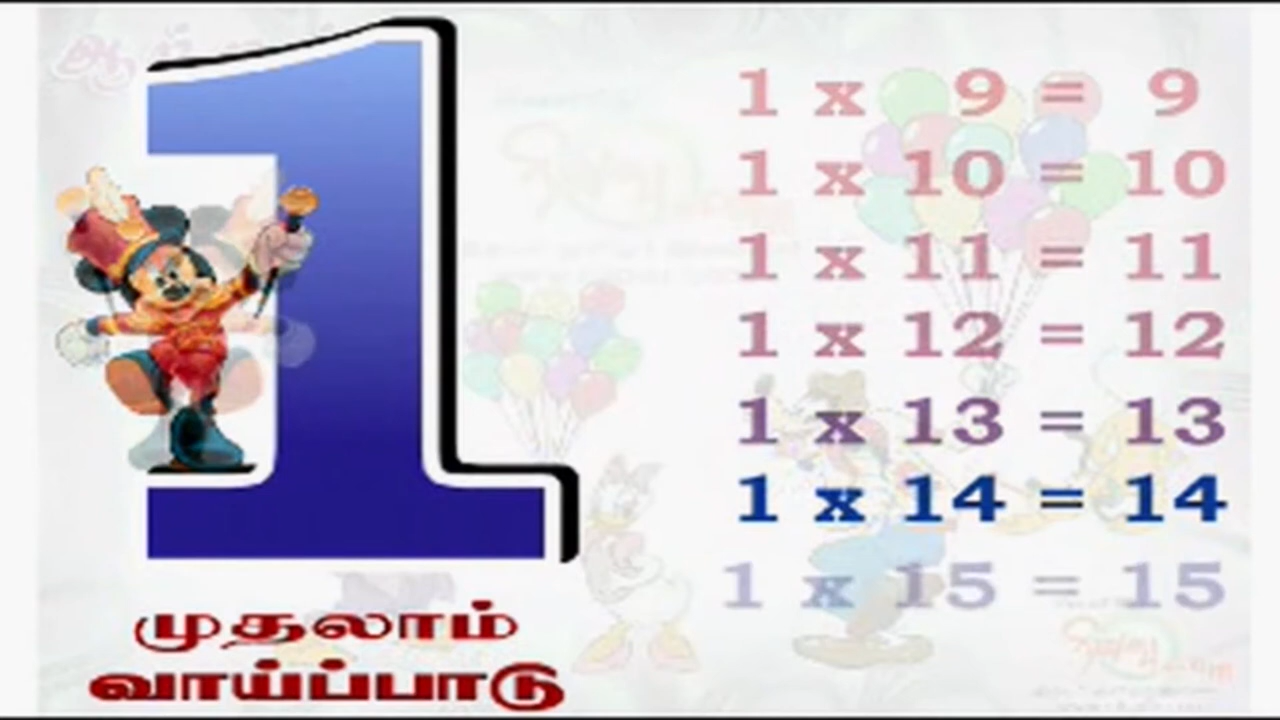 1
1 x 9 = 9
1 x 10 = 10
1 x 11 = 11
1 x 12 = 12
1 x 13 = 13
1 x 14 = 14
1 x 15 = 15
முதலாம்
வாய்ப்பாடு